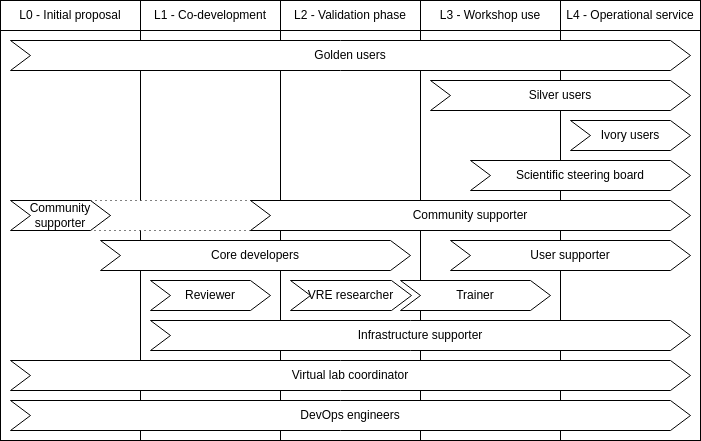 L0 - Initial proposal
L1 - Co-development
L2 - Validation phase
L3 - Workshop use
L4 - Operational service
Golden users
Silver users
Ivory users
Scientific steering board
Community
supporter
Community supporter
Core developers
User supporter
Reviewer
VRE researcher
Trainer
Infrastructure supporter
Virtual lab coordinator
DevOps engineers